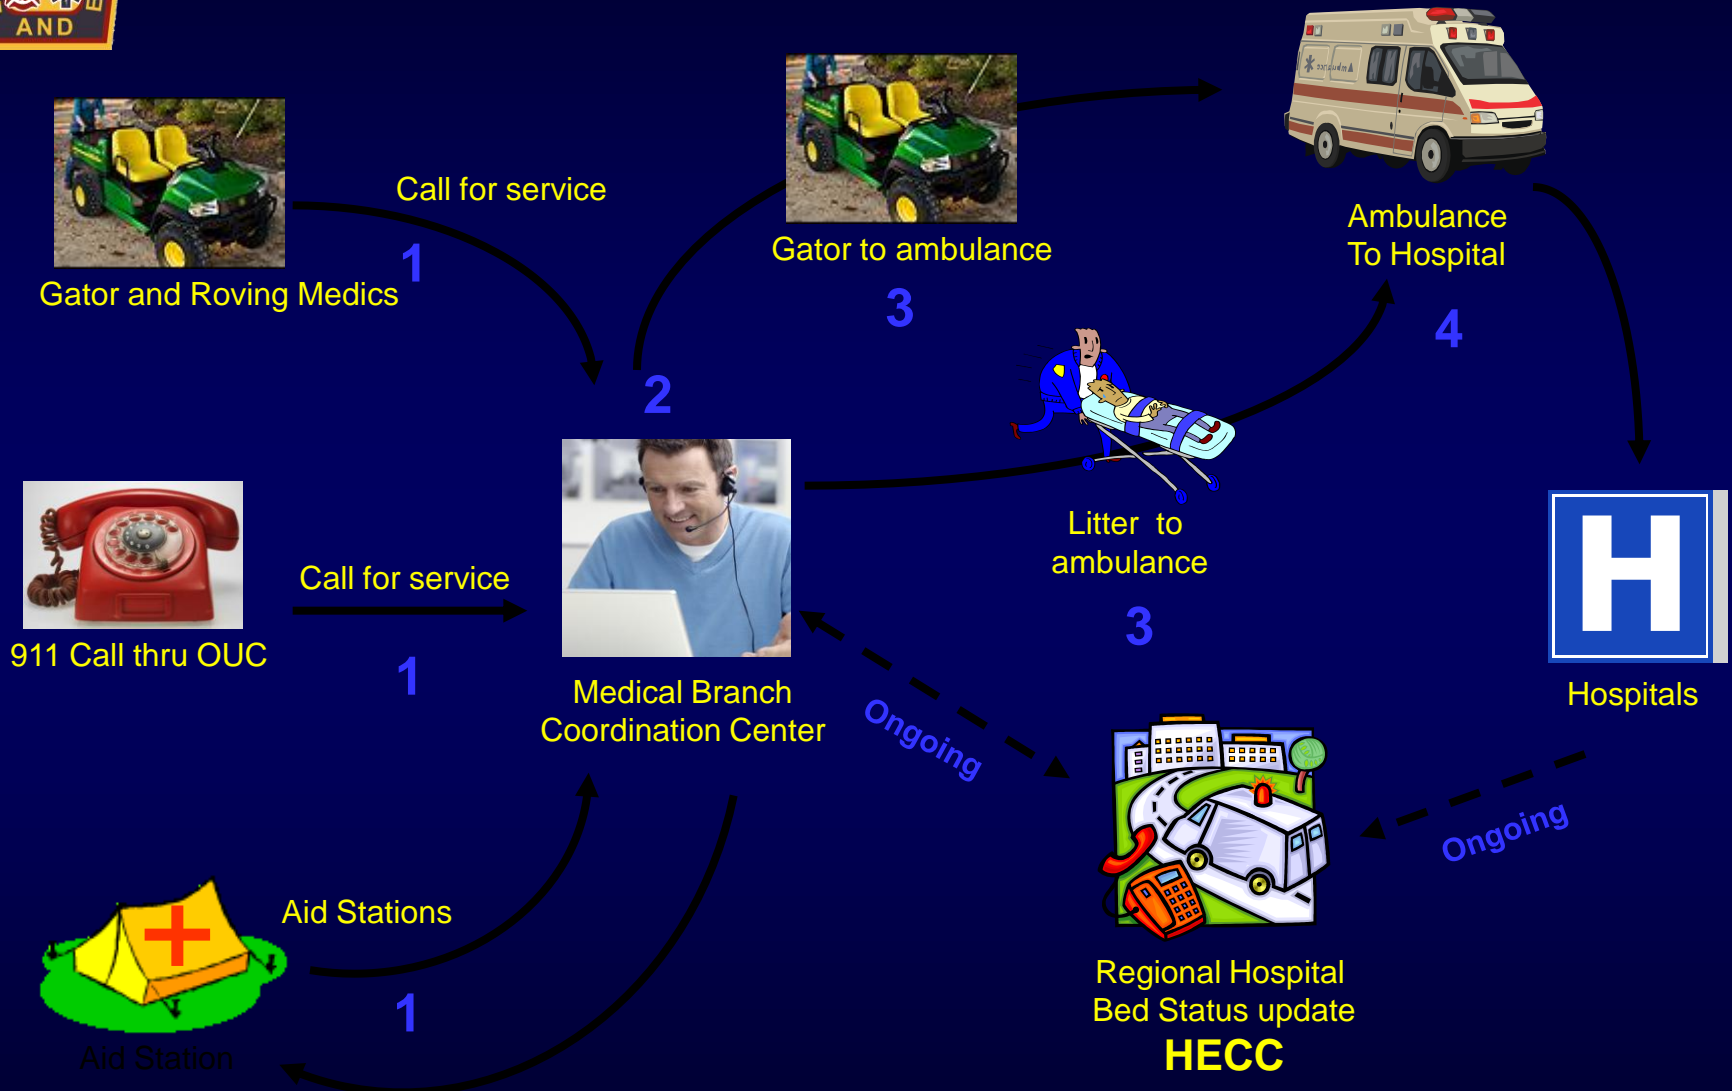 AND
Call for service
1
Gator and Roving Medics
Gator to ambulance
3
Ambulance
To Hospital
4
2
Call for service
911 Call thru OUC
1
Medical Branch
Coordination Center
Litter to
ambulance
3
H
Hospitals
Ongoing
Ongoing
Aid Stations
1
Aid Station
Regional Hospital
Bed Status update
HECC